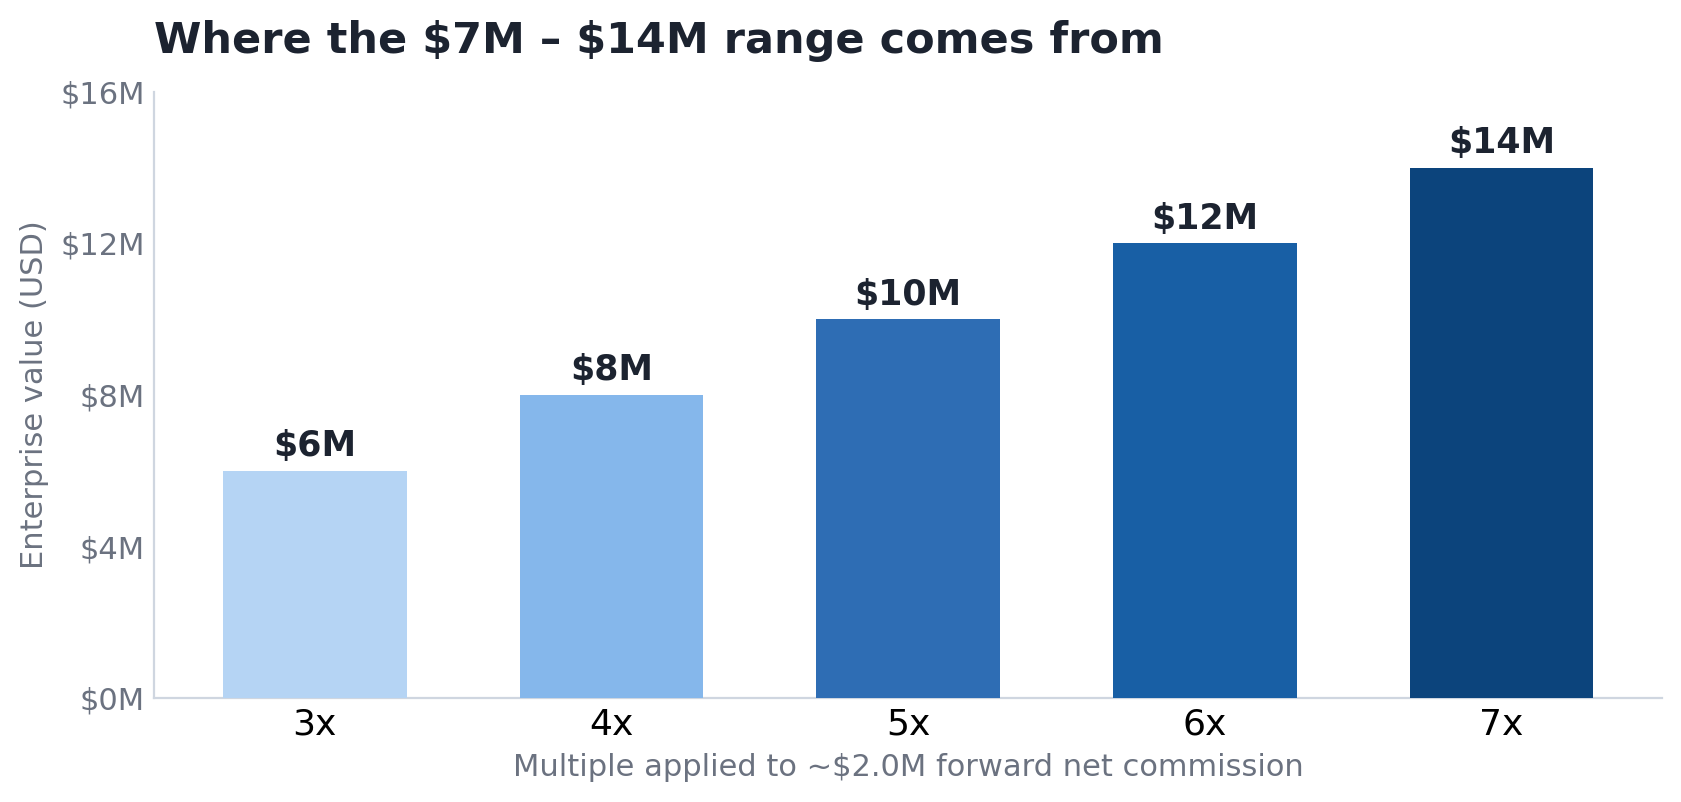 Where the $7M – $14M range comes from
Enterprise value (USD)
$16M
$12M
$8M
$4M
$0M
$6M
$8M
$10M
$12M
$14M
3x
4x
5x
6x
7x
Multiple applied to ~$2.0M forward net commission